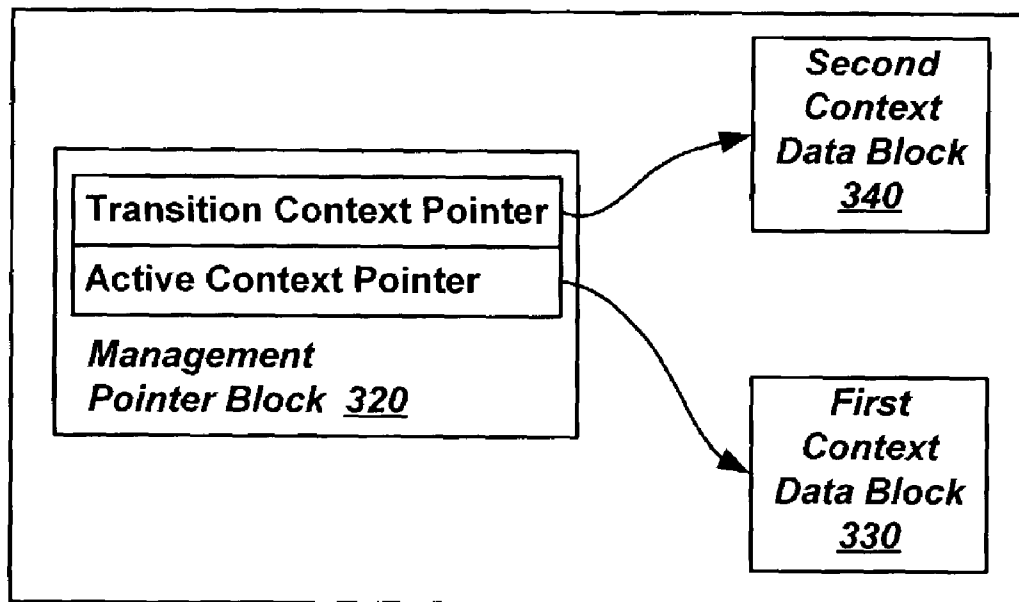 Transition Context Pointer
Active Context Pointer
Management
Pointer Block 320
Second
Context
Data Block
340
First
Context
Data Block
330